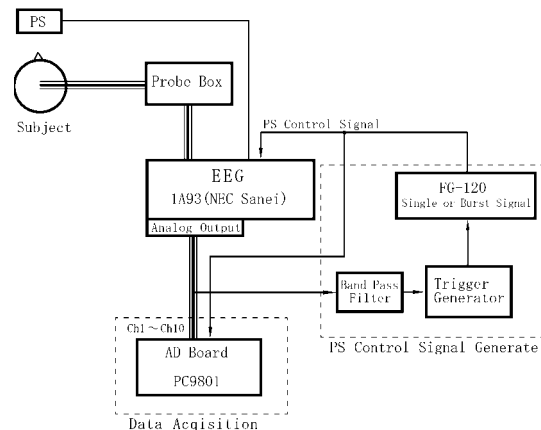 PS
Probe Box
Subject
PS Control Signal
EEG
1A93(NEC Sanei)
Analog Output
FG-120
Single or Burst Signal
Band Pass
Filter
Trigger
Generator
PS Control Signal Generate
Ch1～Ch10
AD Board
PC9801
Data Acqisition